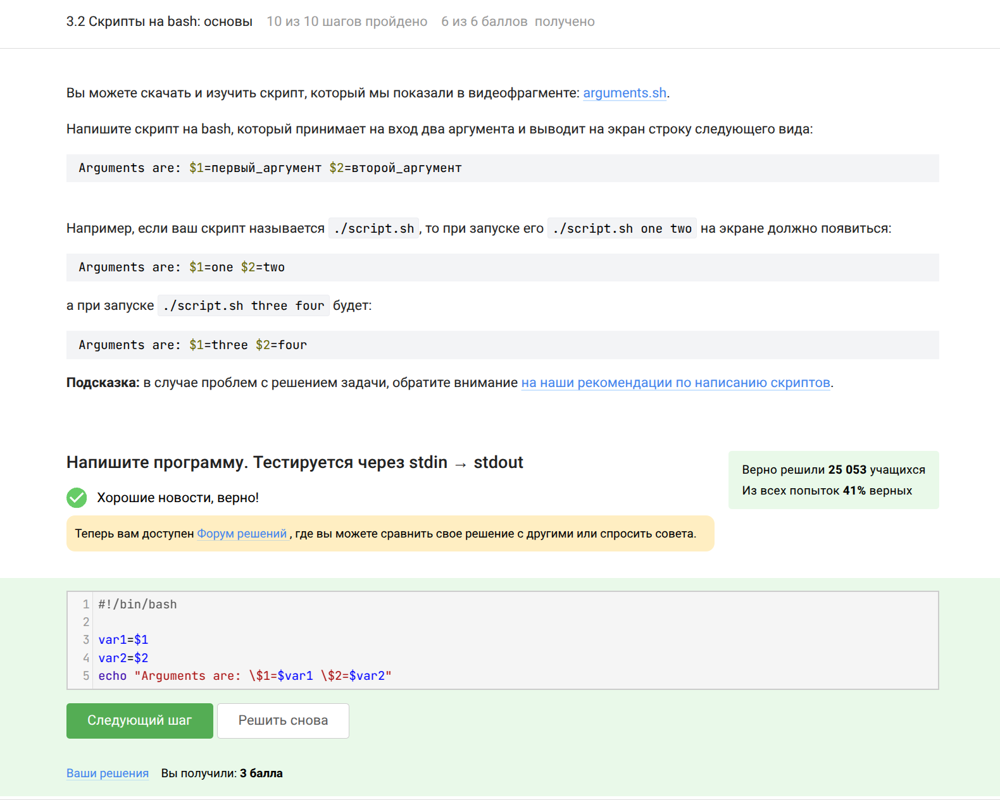 3.2 Скрипты на bash: основы 10 из 10 шагов пройдено 6 из 6 баллов получено
Вы можете скачать и изучить скрипт, который мы показали в видеофрагменте: arguments.sh.
Напишите скрипт на bash, который принимает на вход два аргумента и выводит на экран строку следующего вида:
Arguments are: $1=первый_аргумент $2=второй_аргумент
Например, если ваш скрипт называется ./script.sh, то при запуске его ./script.sh one two на экране должно появиться:
Arguments are: $1=one $2=two
а при запуске ./script.sh three four будет:
Arguments are: $1=three $2=four
Подсказка: в случае проблем с решением задачи, обратите внимание на наши рекомендации по написанию скриптов.
Напишите программу. Тестируется через stdin → stdout
Верно решили 25 053 учащихся
Из всех попыток 41% верных
Хорошие новости, верно!
Теперь вам доступен Форум решений , где вы можете сравнить свое решение с другими или спросить совета.
1 #!/bin/bash
2
3 var1=$1
4 var2=$2
5 echo "Arguments are: \$1=$var1 \$2=$var2"
Следующий шаг Решить снова
Ваши решения Вы получили: 3 балла